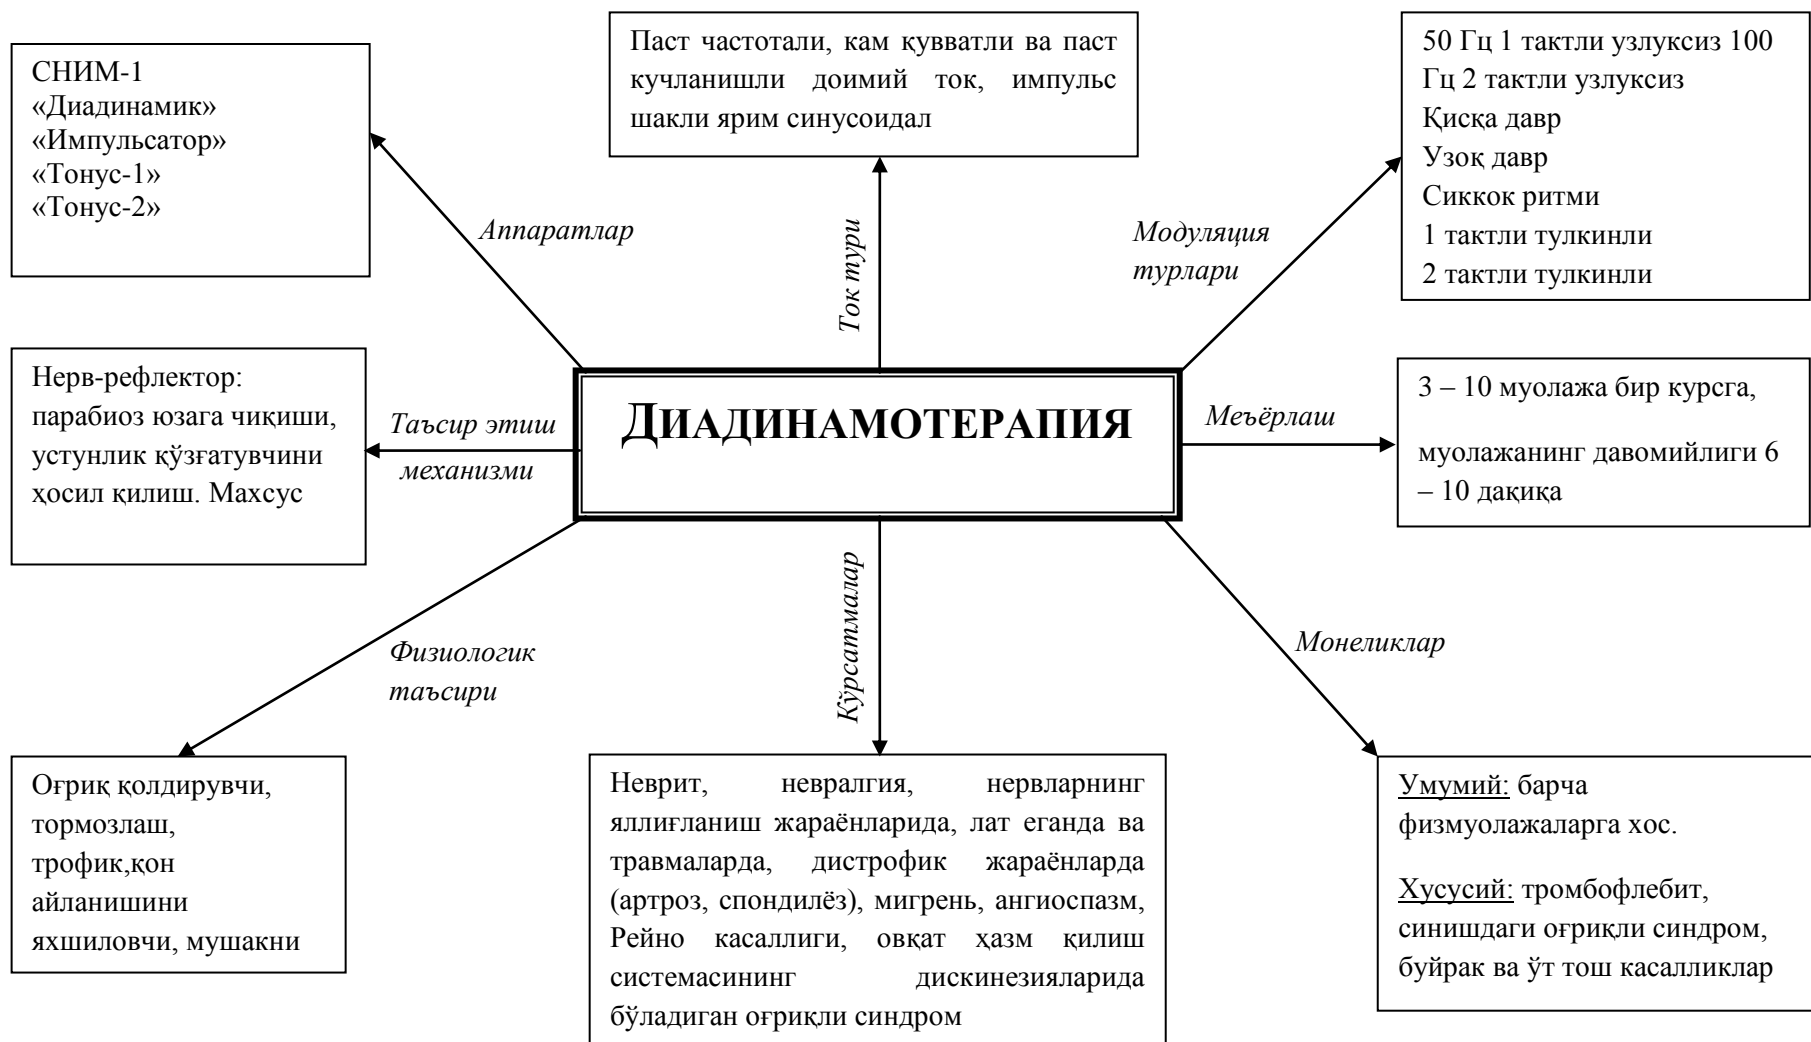 СНИМ-1
«Диадинамик»
«Импульсатор»
«Тонус-1»
«Тонус-2»
Паст частотали, кам қувватли ва паст
кучланишли доимий ток, импульс
шакли ярим синусоидал
50 Гц 1 тактли узлуксиз 100
Гц 2 тактли узлуксиз
Қисқа давр
Узоқ давр
Сиккок ритми
1 тактли тулкинли
2 тактли тулкинли
Аппаратлар
Ток тури
Модуляция
турлари
Нерв-рефлектор:
парабиоз юзага чиқиши,
устунлик қўзғатувчини
ҳосил қилиш. Махсус
Таъсир этиш
механизми
ДИАДИНАМОТЕРАПИЯ
Меъёрлаш
3 – 10 муолажа бир курсга,
муолажанинг давомийлиги 6
– 10 дақиқа
Физиологик
таъсири
Кўрсатмалар
Монеликлар
Оғриқ қолдирувчи,
тормозлаш,
трофик,қон
айланишини
яхшиловчи, мушакни
Неврит, невралгия, нервларнинг
яллиғланиш жараёнларида, лат еганда ва
травмаларда, дистрофик жараёнларда
(артроз, спондилёз), мигрень, ангиоспазм,
Рейно касаллиги, овқат ҳазм қилиш
системасининг дискинезияларида
бўладиган оғриқли синдром
Умумий: барча
физмуолажаларга хос.
Хусусий: тромбофлебит,
синишдаги оғриқли синдром,
буйрак ва ўт тош касалликлар